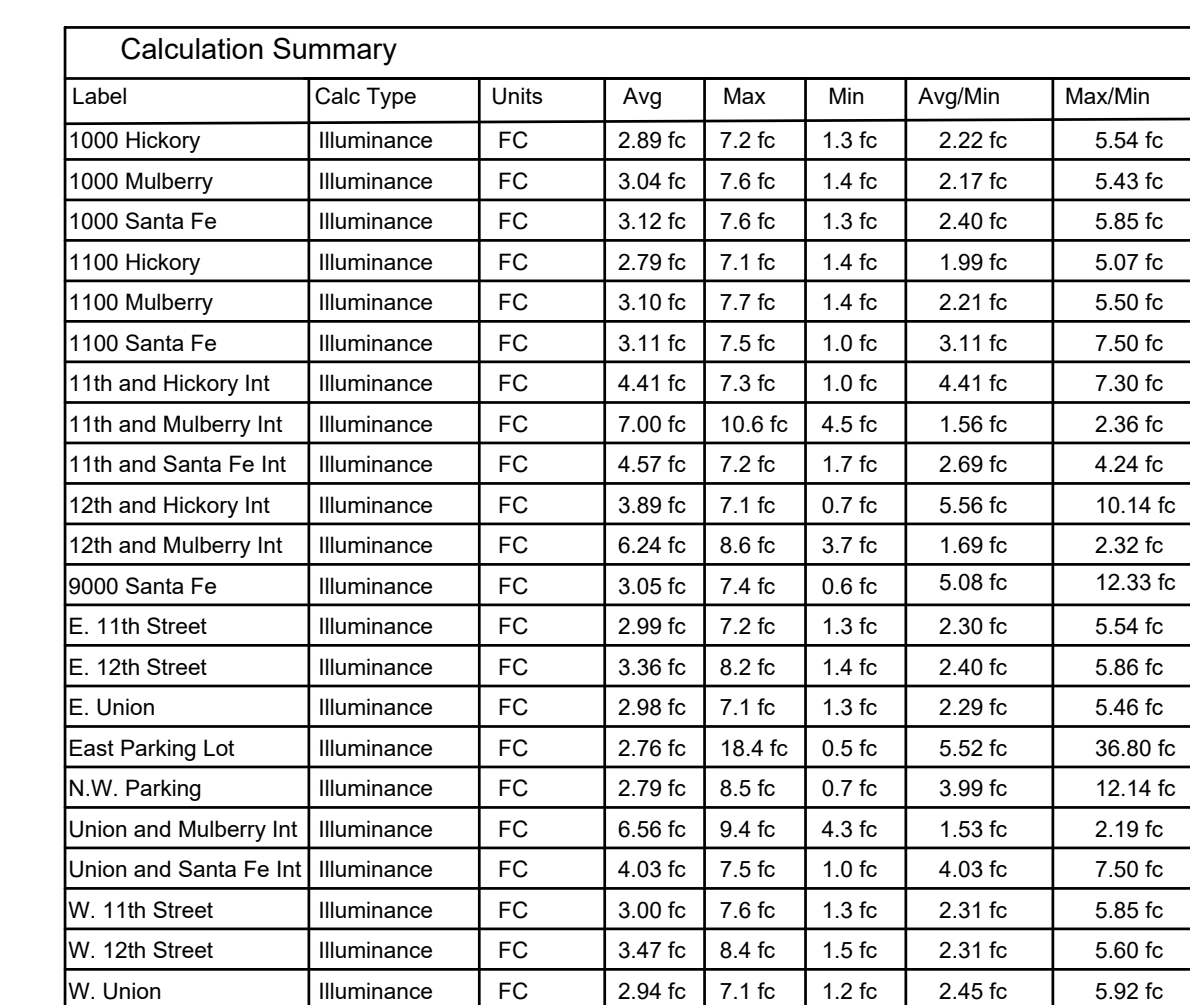 Calculation Summary
Label Calc Type Units Avg Max Min Avg/Min Max/Min
1000 Hickory Illuminance FC 2.89 fc 7.2 fc 1.3 fc 2.22 fc 5.54 fc
1000 Mulberry Illuminance FC 3.04 fc 7.6 fc 1.4 fc 2.17 fc 5.43 fc
1000 Santa Fe Illuminance FC 3.12 fc 7.6 fc 1.3 fc 2.40 fc 5.85 fc
1100 Hickory Illuminance FC 2.79 fc 7.1 fc 1.4 fc 1.99 fc 5.07 fc
1100 Mulberry Illuminance FC 3.10 fc 7.7 fc 1.4 fc 2.21 fc 5.50 fc
1100 Santa Fe Illuminance FC 3.11 fc 7.5 fc 1.0 fc 3.11 fc 7.50 fc
11th and Hickory Int Illuminance FC 4.41 fc 7.3 fc 1.0 fc 4.41 fc 7.30 fc
11th and Mulberry Int Illuminance FC 7.00 fc 10.6 fc 4.5 fc 1.56 fc 2.36 fc
11th and Santa Fe Int Illuminance FC 4.57 fc 7.2 fc 1.7 fc 2.69 fc 4.24 fc
12th and Hickory Int Illuminance FC 3.89 fc 7.1 fc 0.7 fc 5.56 fc 10.14 fc
12th and Mulberry Int Illuminance FC 6.24 fc 8.6 fc 3.7 fc 1.69 fc 2.32 fc
9000 Santa Fe Illuminance FC 3.05 fc 7.4 fc 0.6 fc 5.08 fc 12.33 fc
E. 11th Street Illuminance FC 2.99 fc 7.2 fc 1.3 fc 2.30 fc 5.54 fc
E. 12th Street Illuminance FC 3.36 fc 8.2 fc 1.4 fc 2.40 fc 5.86 fc
E. Union Illuminance FC 2.98 fc 7.1 fc 1.3 fc 2.29 fc 5.46 fc
East Parking Lot Illuminance FC 2.76 fc 18.4 fc 0.5 fc 5.52 fc 36.80 fc
N.W. Parking Illuminance FC 2.79 fc 8.5 fc 0.7 fc 3.99 fc 12.14 fc
Union and Mulberry Int Illuminance FC 6.56 fc 9.4 fc 4.3 fc 1.53 fc 2.19 fc
Union and Santa Fe Int Illuminance FC 4.03 fc 7.5 fc 1.0 fc 4.03 fc 7.50 fc
W. 11th Street Illuminance FC 3.00 fc 7.6 fc 1.3 fc 2.31 fc 5.85 fc
W. 12th Street Illuminance FC 3.47 fc 8.4 fc 1.5 fc 2.31 fc 5.60 fc
W. Union Illuminance FC 2.94 fc 7.1 fc 1.2 fc 2.45 fc 5.92 fc